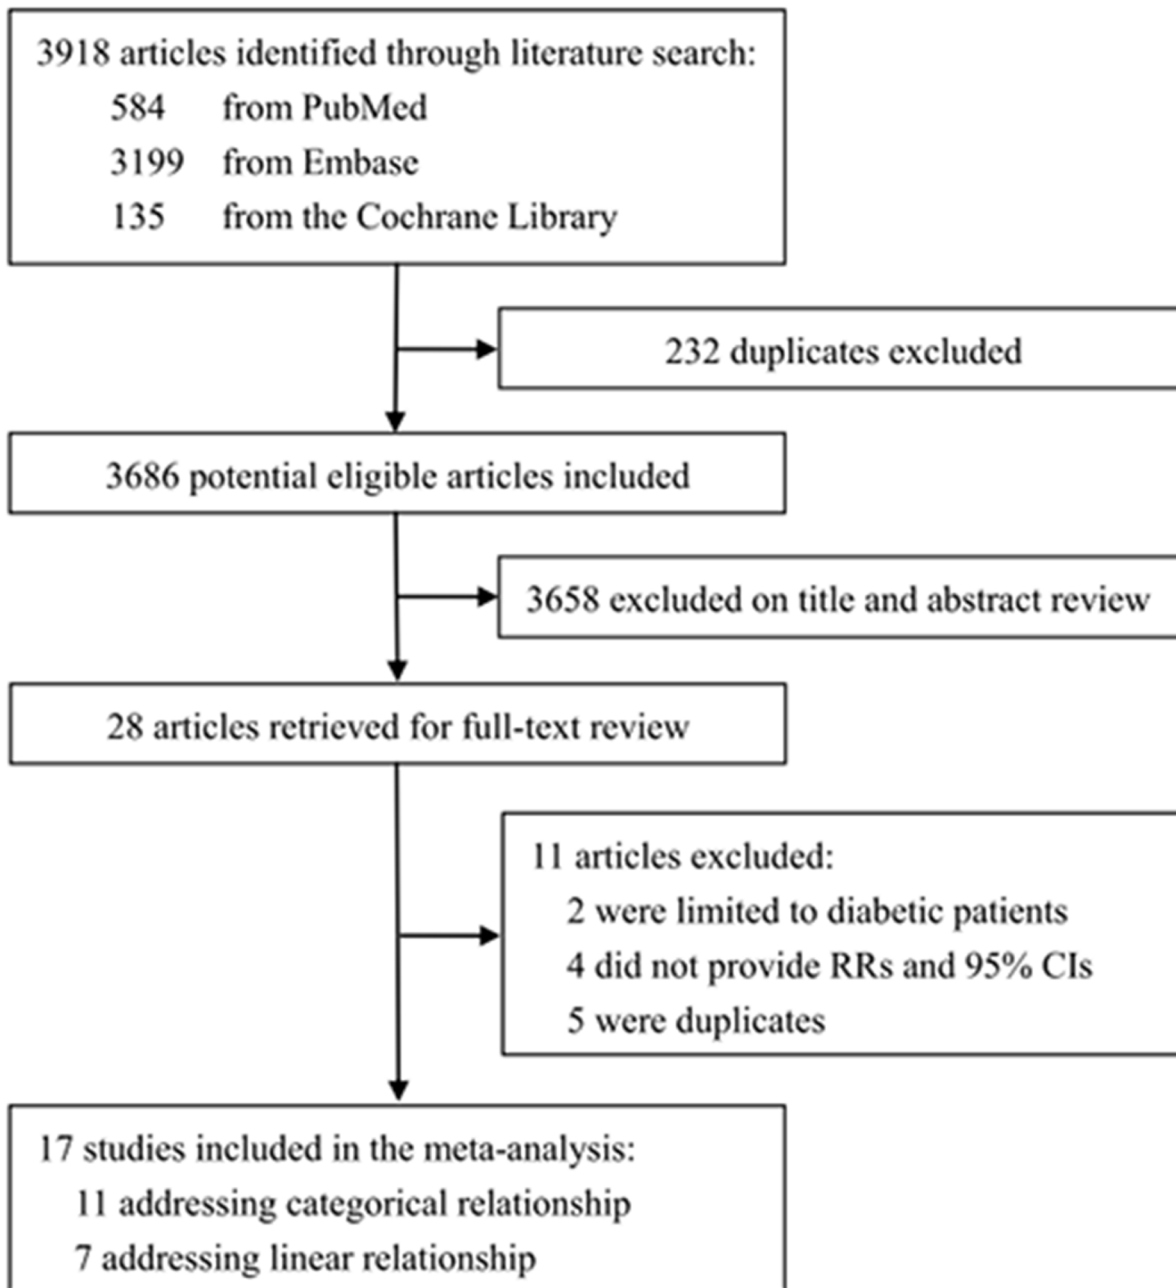 3918 articles identified through literature search:
584 from PubMed
3199 from Embase
135 from the Cochrane Library
232 duplicates excluded
3686 potential eligible articles included
3658 excluded on title and abstract review
28 articles retrieved for full-text review
11 articles excluded:
2 were limited to diabetic patients
4 did not provide RRs and 95% CIs
5 were duplicates
17 studies included in the meta-analysis:
11 addressing categorical relationship
7 addressing linear relationship